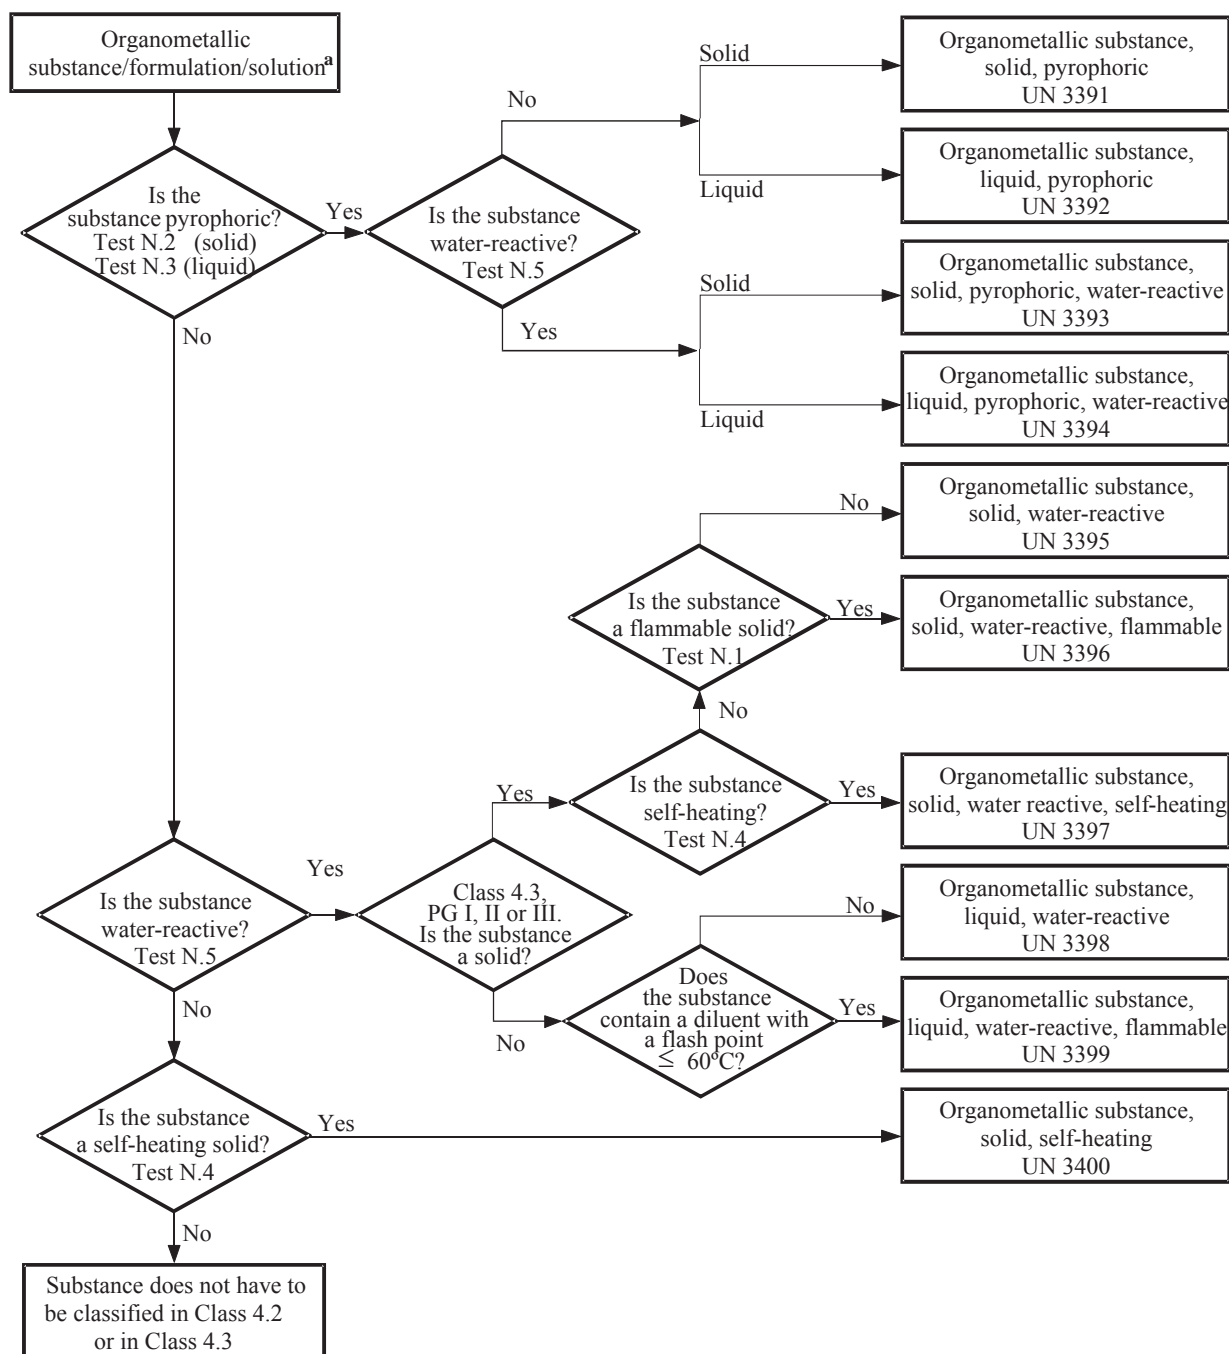 Organometallic
substance/formulation/solutionᵃ
Is the
substance pyrophoric?
Test N.2 (solid)
Test N.3 (liquid)
Yes
No
Is the substance
water-reactive?
Test N.5
No
Yes
Solid
Liquid
Solid
Liquid
Organometallic substance,
solid, pyrophoric
UN 3391
Organometallic substance,
liquid, pyrophoric
UN 3392
Organometallic substance,
solid, pyrophoric, water-reactive
UN 3393
Organometallic substance,
liquid, pyrophoric, water-reactive
UN 3394
No
Organometallic substance,
solid, water-reactive
UN 3395
Is the substance
a flammable solid?
Test N.1
Yes
Organometallic substance,
solid, water-reactive, flammable
UN 3396
No
Is the substance
self-heating?
Test N.4
Yes
Yes
Organometallic substance,
solid, water reactive, self-heating
UN 3397
Is the substance
water-reactive?
Test N.5
Yes
Class 4.3,
PG I, II or III.
Is the substance
a solid?
No
Organometallic substance,
liquid, water-reactive
UN 3398
No
No
Does
the substance
contain a diluent with
a flash point
≤ 60ºC?
Yes
Organometallic substance,
liquid, water-reactive, flammable
UN 3399
Is the substance
a self-heating solid?
Test N.4
Yes
Organometallic substance,
solid, self-heating
UN 3400
No
Substance does not have to
be classified in Class 4.2
or in Class 4.3